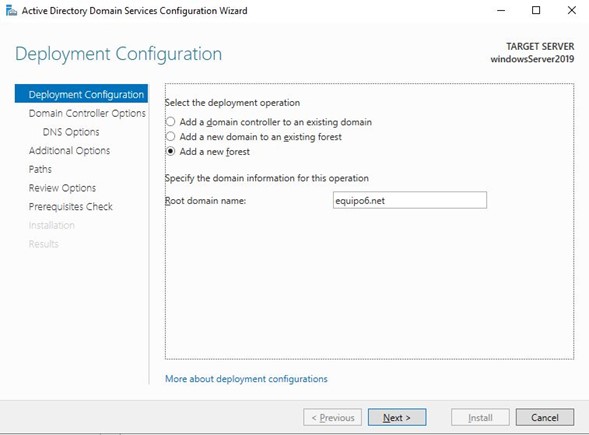 Active Directory Domain Services Configuration Wizard
Deployment Configuration
TARGET SERVER
windowsServer2019
Deployment Configuration
Domain Controller Options
DNS Options
Additional Options
Paths
Review Options
Prerequisites Check
Installation
Results
Select the deployment operation
Add a domain controller to an existing domain
Add a new domain to an existing forest
Add a new forest
Specify the domain information for this operation
Root domain name: equipo6.net
More about deployment configurations
< Previous Next > Install Cancel